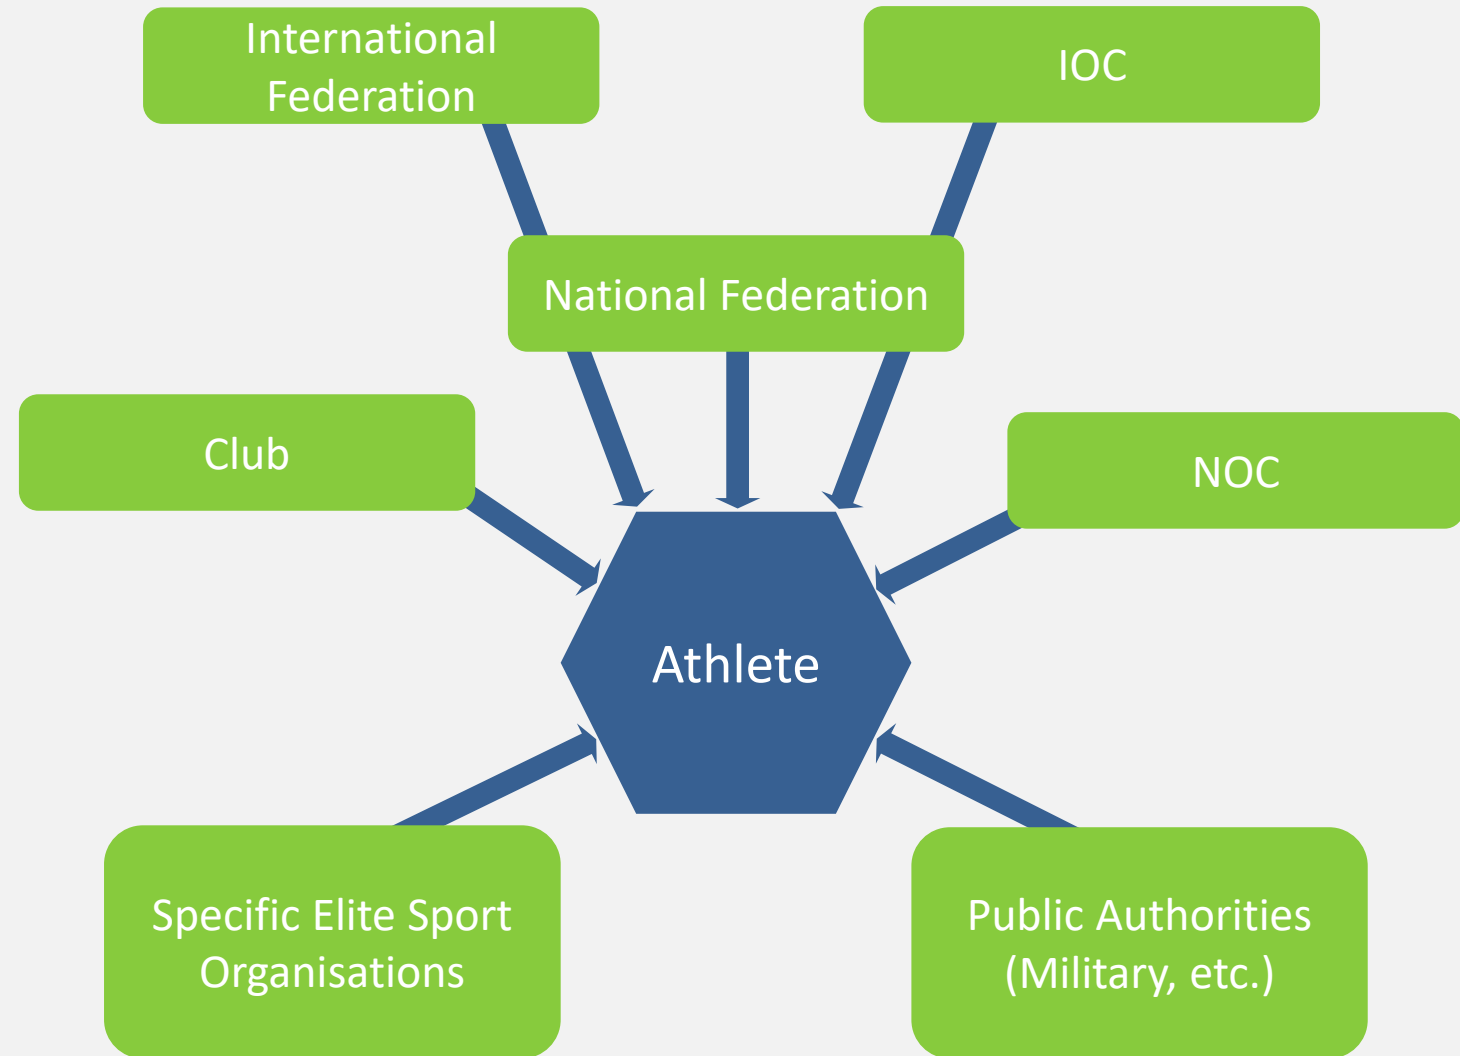 International
Federation
IOC
National Federation
Club
NOC
Athlete
Specific Elite Sport
Organisations
Public Authorities
(Military, etc.)